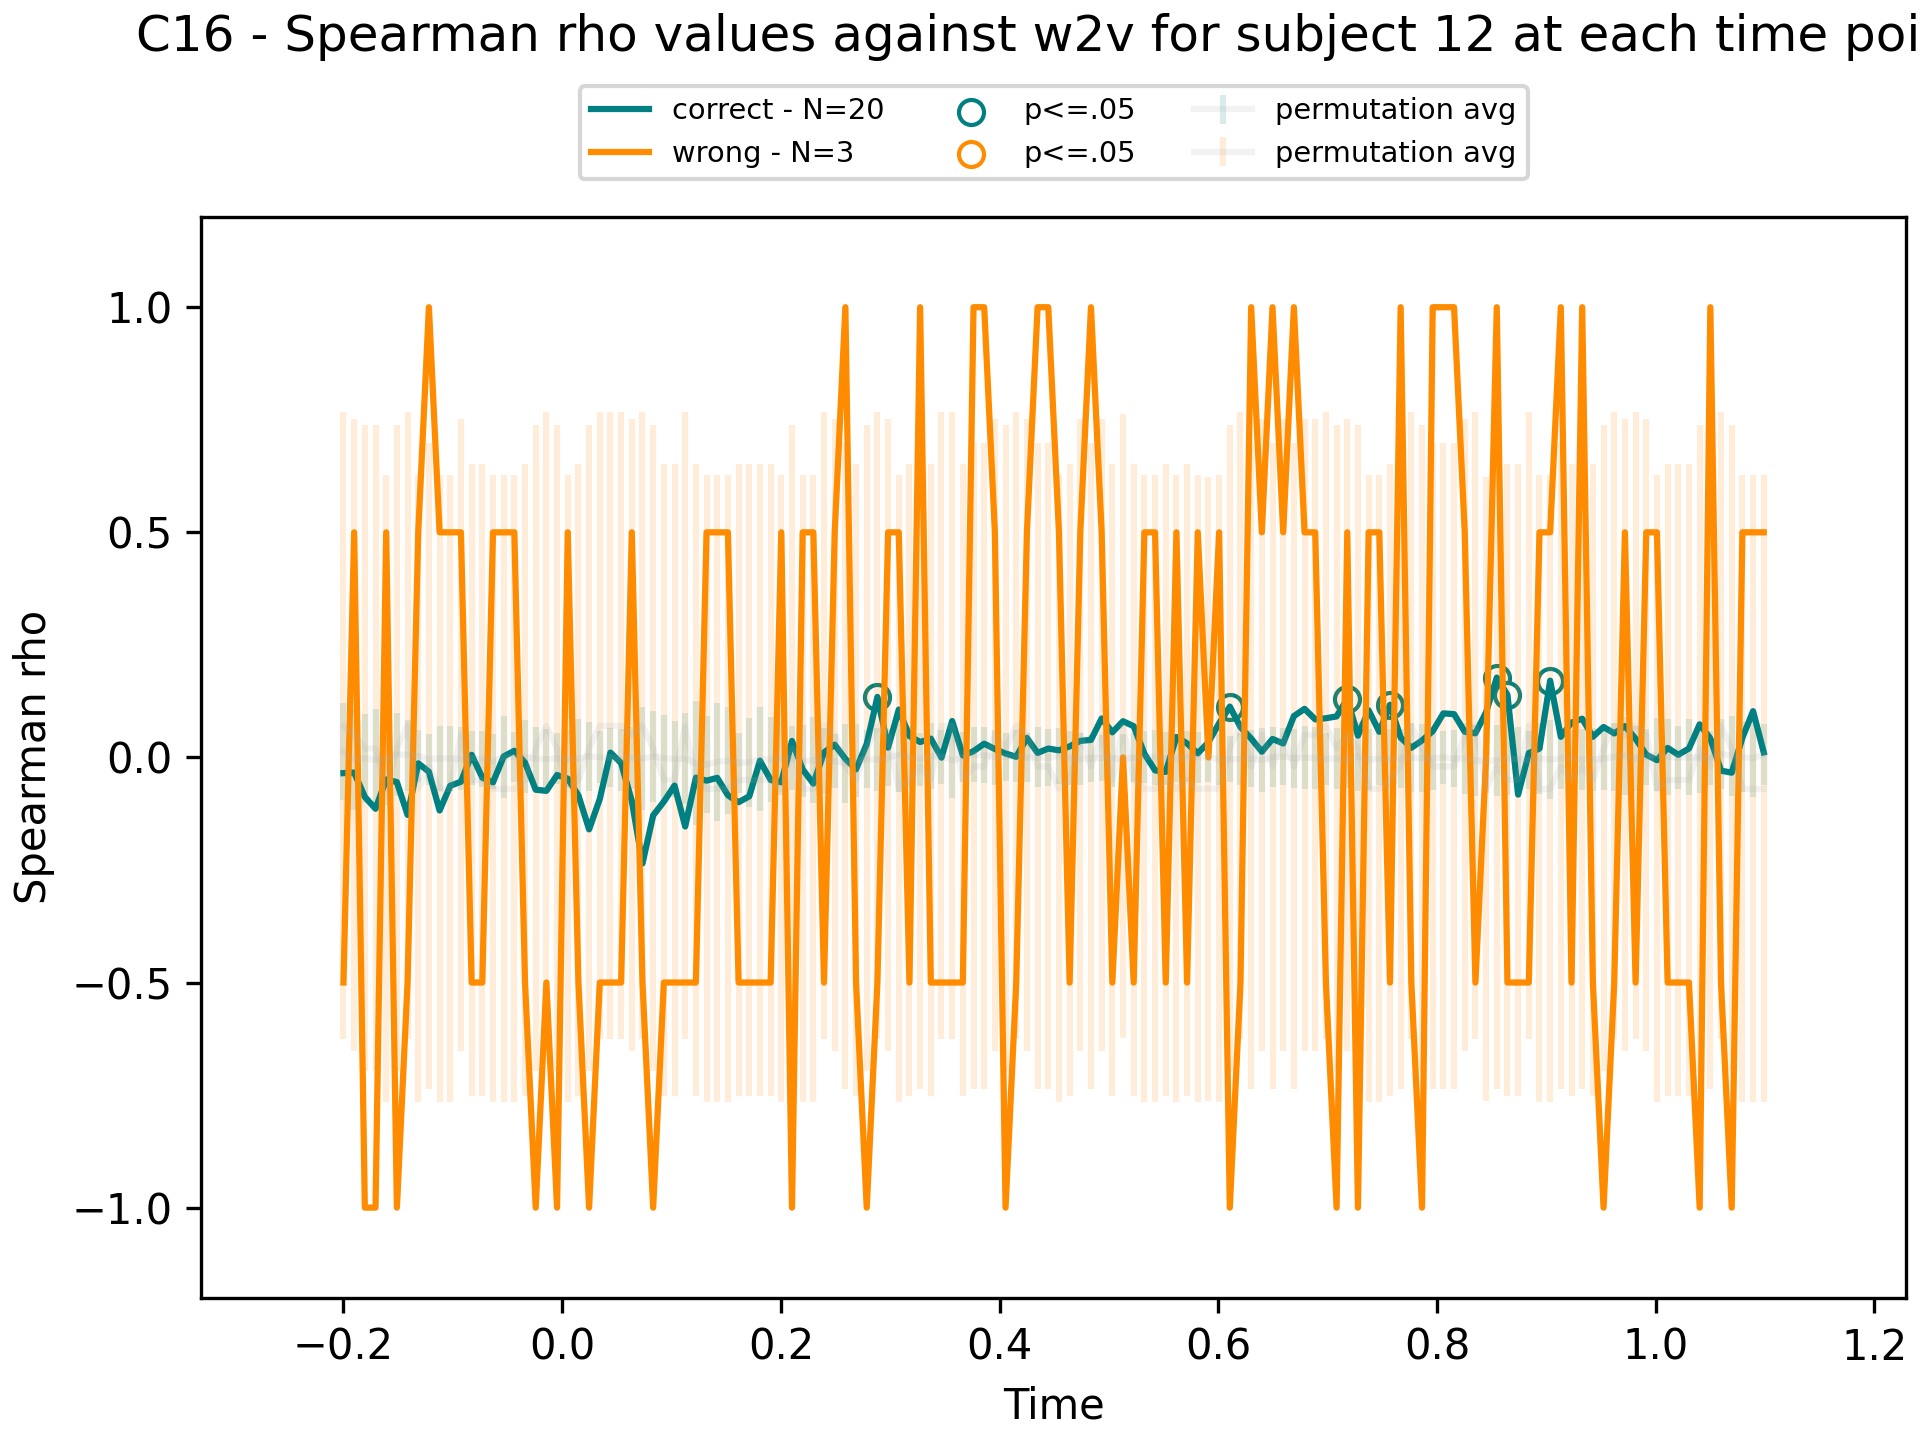 C16 - Spearman rho values against w2v for subject 12 at each time poi
correct - N=20
wrong - N=3
p<=.05
p<=.05
permutation avg
permutation avg
1.0
0.5
0.0
−0.5
−1.0
Spearman rho
−0.2 0.0 0.2 0.4 0.6 0.8 1.0 1.2
Time